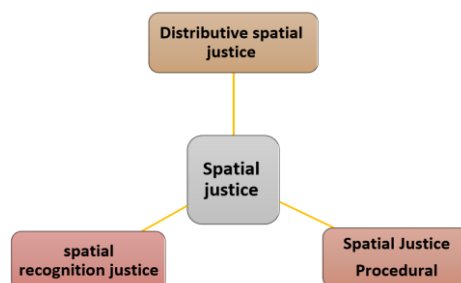 Distributive spatial
justice
Spatial
justice
spatial
recognition justice
Spatial Justice
Procedural